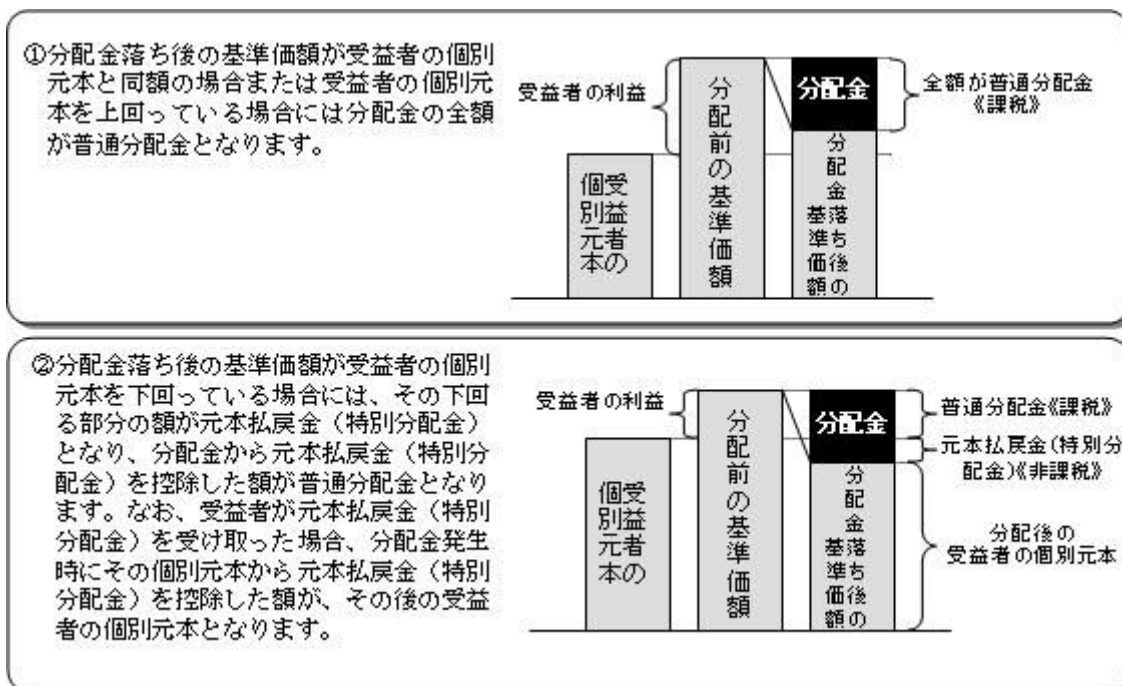 ①分配金落ち後の基準価額が受益者の個別
元本と同額の場合または受益者の個別元
本を上回っている場合には分配金の全額
が普通分配金となります。
受益者の利益
受益者の
個別元本
分配前の基準価額
分配金
分配金落ち後の
基準価額
全額が普通分配金
《課税》
②分配金落ち後の基準価額が受益者の個別
元本を下回っている場合には、その下回
る部分の額が元本払戻金（特別分配金）
となり、分配金から元本払戻金（特別分
配金）を控除した額が普通分配金となり
ます。なお、受益者が元本払戻金（特別
分配金）を受け取った場合、分配金発生
時にその個別元本から元本払戻金（特別
分配金）を控除した額が、その後の受益
者の個別元本となります。
受益者の利益
受益者の
個別元本
分配前の基準価額
分配金
分配金落ち後の
基準価額
普通分配金《課税》
元本払戻金(特別分
配金)《非課税》
分配後の
受益者の個別元本